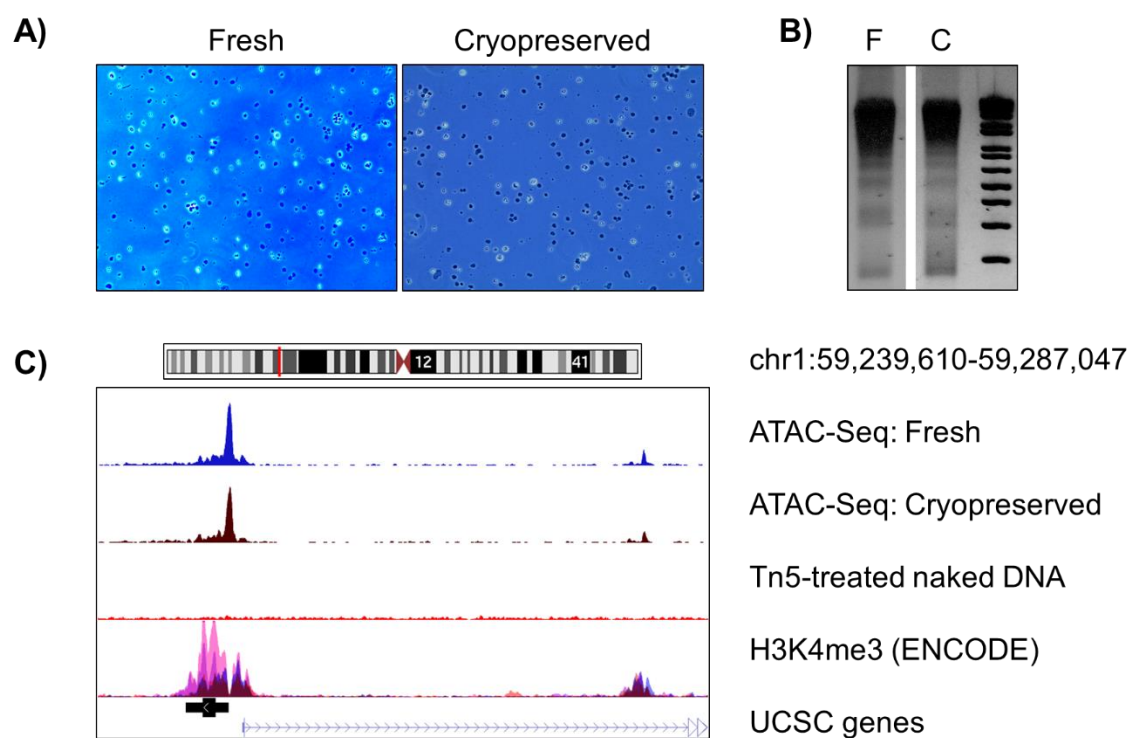 A)
Fresh
Cryopreserved
B)
F
C
C)
12
41
chr1:59,239,610-59,287,047
ATAC-Seq: Fresh
ATAC-Seq: Cryopreserved
Tn5-treated naked DNA
H3K4me3 (ENCODE)
UCSC genes